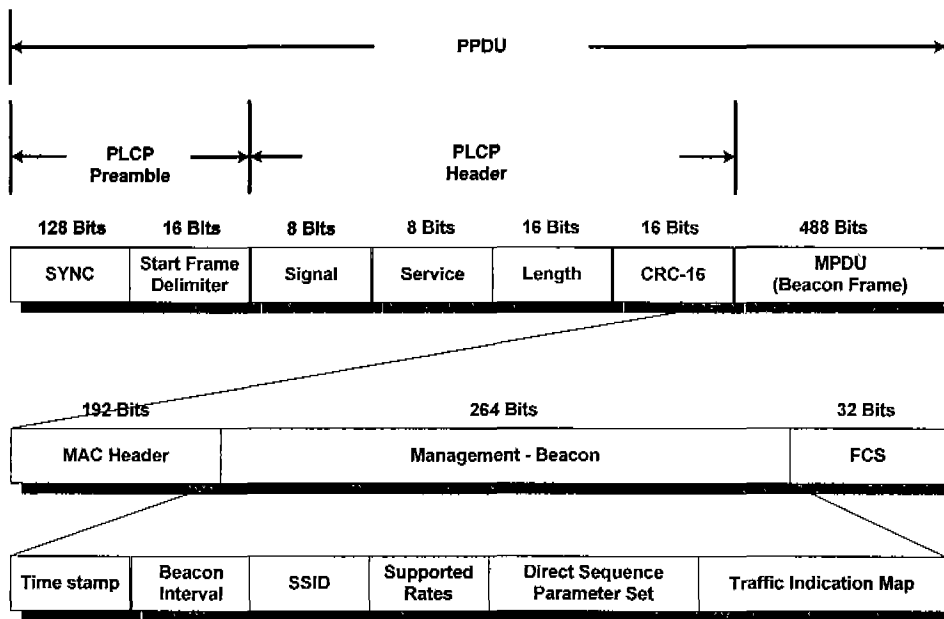 PPDU
PLCP
Preamble
PLCP
Header
128 Bits
16 Bits
8 Bits
8 Bits
16 Bits
16 Bits
488 Bits
SYNC
Start Frame
Delimiter
Signal
Service
Length
CRC-16
MPDU
(Beacon Frame)
192 Bits
264 Bits
32 Bits
MAC Header
Management - Beacon
FCS
Time stamp
Beacon
Interval
SSID
Supported
Rates
Direct Sequence
Parameter Set
Traffic Indication Map